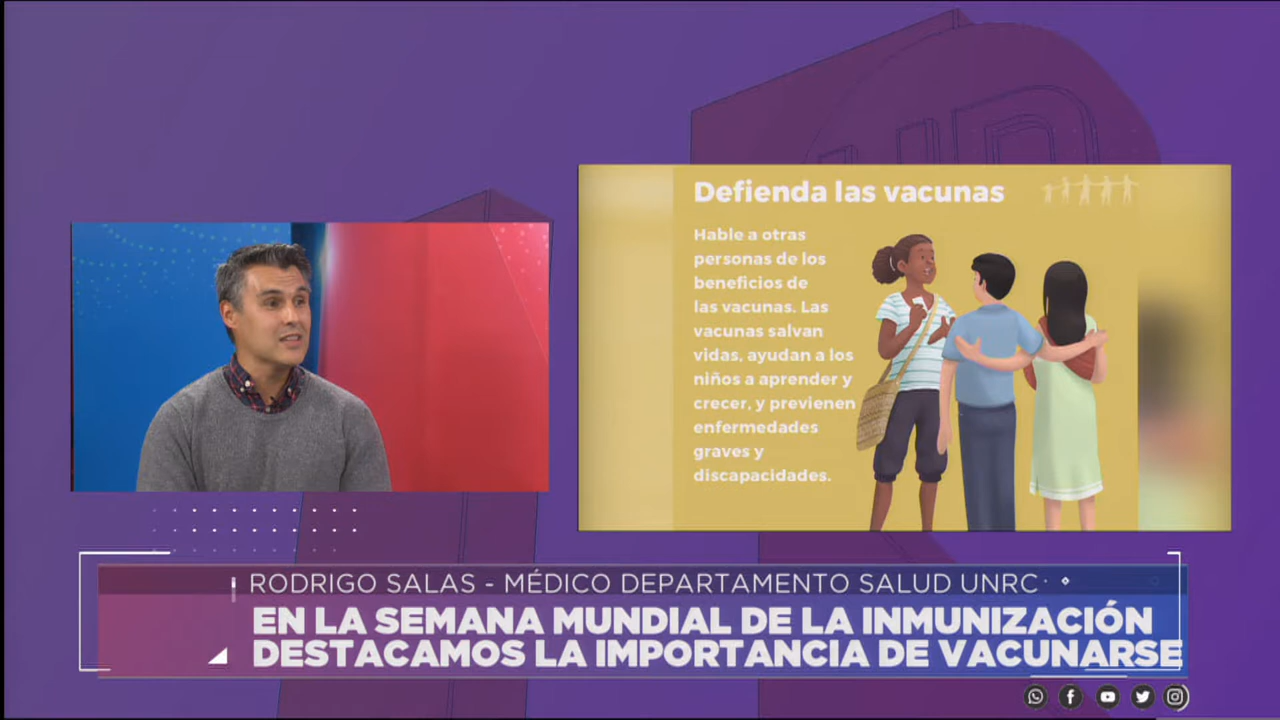 Defienda las vacunas
Hable a otras
personas de los
beneficios de
las vacunas. Las
vacunas salvan
vidas, ayudan a los
niños a aprender y
crecer, y previenen
enfermedades
graves y
discapacidades.
RODRIGO SALAS - MÉDICO DEPARTAMENTO SALUD UNRC
EN LA SEMANA MUNDIAL DE LA INMUNIZACIÓN
DESTACAMOS LA IMPORTANCIA DE VACUNARSE